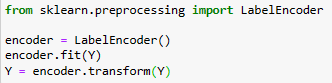 from sklearn.preprocessing import LabelEncoder
encoder = LabelEncoder()
encoder.fit(Y)
Y = encoder.transform(Y)